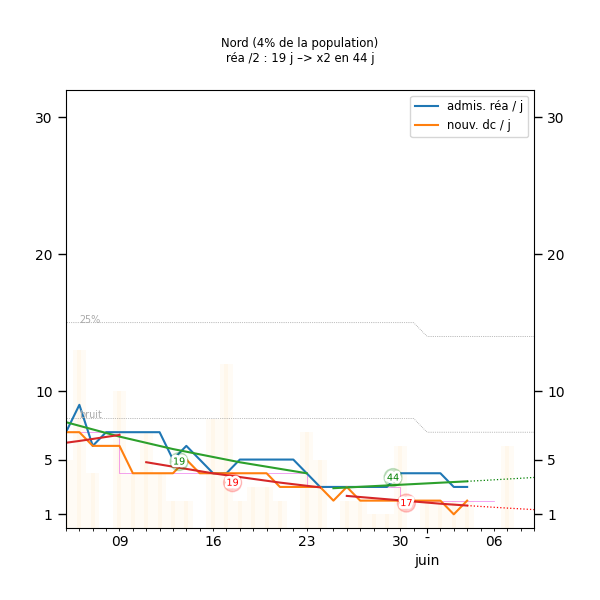 Nord (4% de la population)
réa /2 : 19 j –> x2 en 44 j
admis. réa / j
nouv. dc / j
30 30
20 20
25%
10 10
bruit
5 19 44 5
19
17
1 1
09 16 23 30 - 06
juin